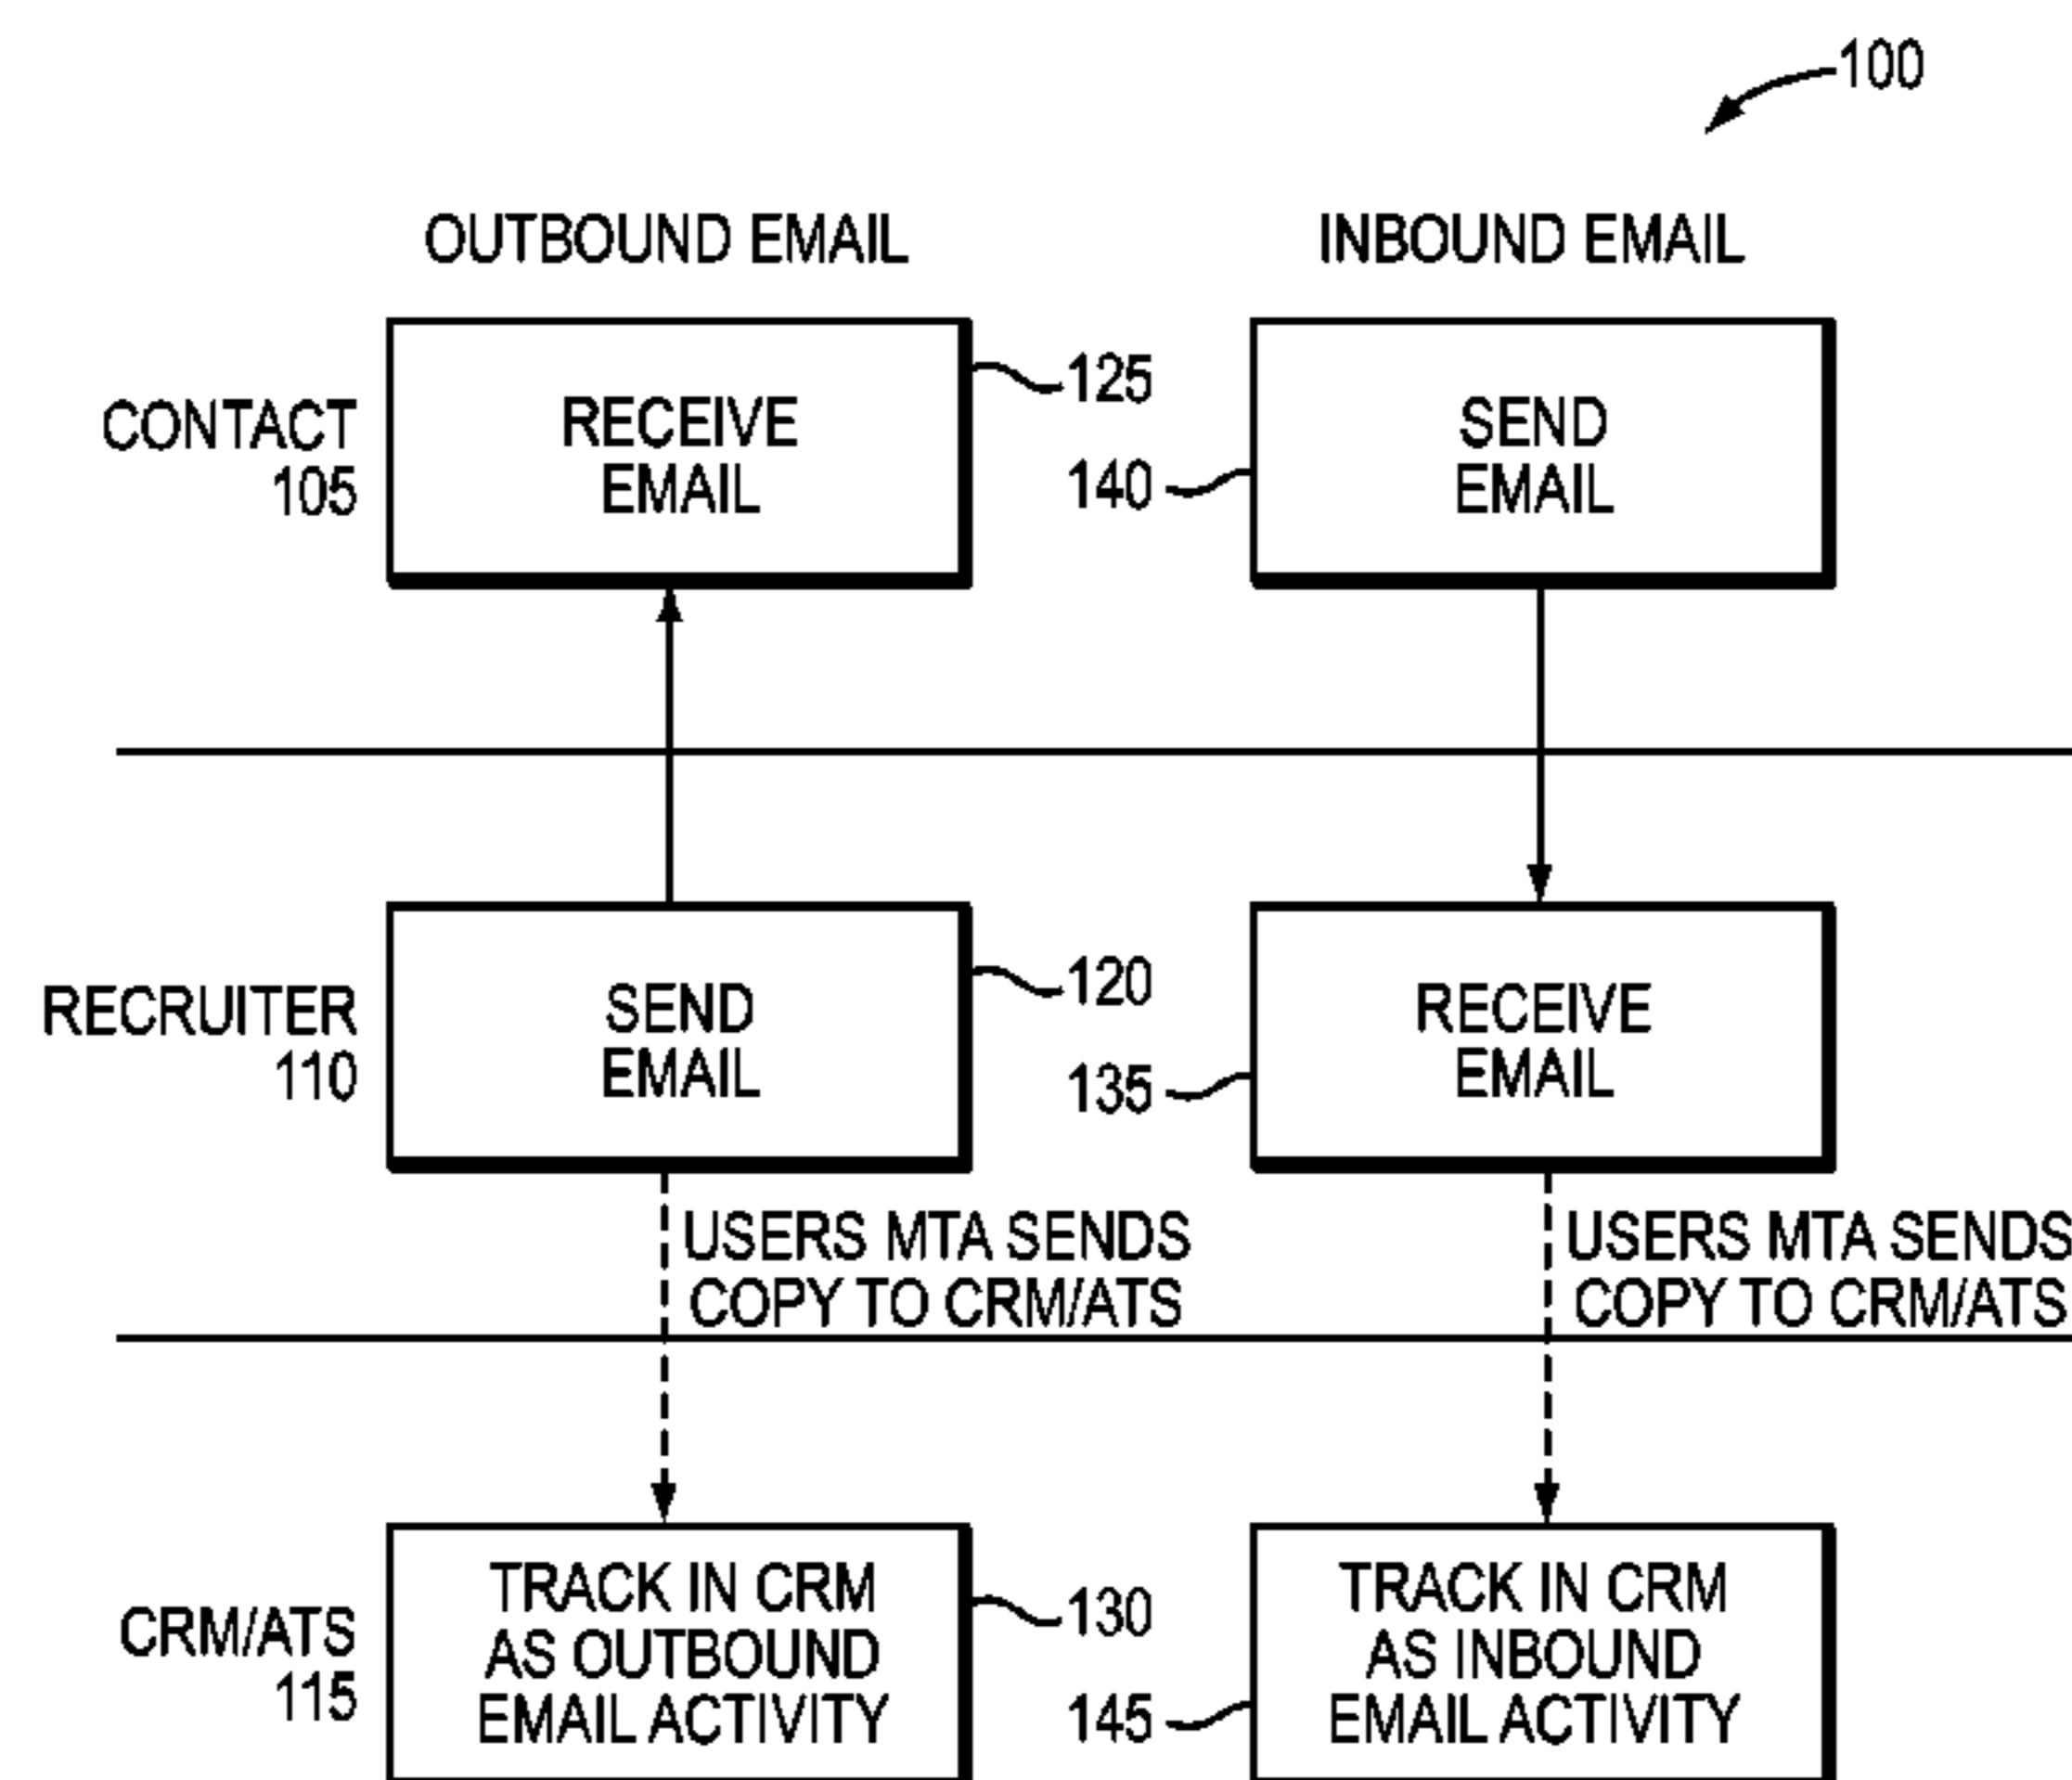 100
OUTBOUND EMAIL
INBOUND EMAIL
CONTACT
105
RECEIVE
EMAIL
125
140
SEND
EMAIL
RECRUITER
110
SEND
EMAIL
120
135
RECEIVE
EMAIL
USERS MTA SENDS
COPY TO CRM/ATS
USERS MTA SENDS
COPY TO CRM/ATS
CRM/ATS
115
TRACK IN CRM
AS OUTBOUND
EMAIL ACTIVITY
130
145
TRACK IN CRM
AS INBOUND
EMAIL ACTIVITY